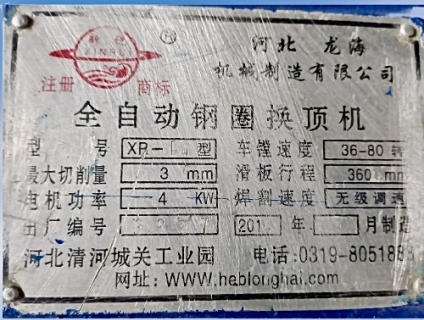 XINRUI
注册 商标
®
河北 龙海
机械制造有限公司
全自动钢圈换顶机
型 号 XR- 型 车镗速度 36-80 转
最大切削量 3 mm 滑板行程 360 mm
电机功率 4 KW 焊割速度 无级调速
出厂编号 201 年 月制造
河北清河城关工业园 电话:0319-8051888
网址: WWW.heblonghai.com